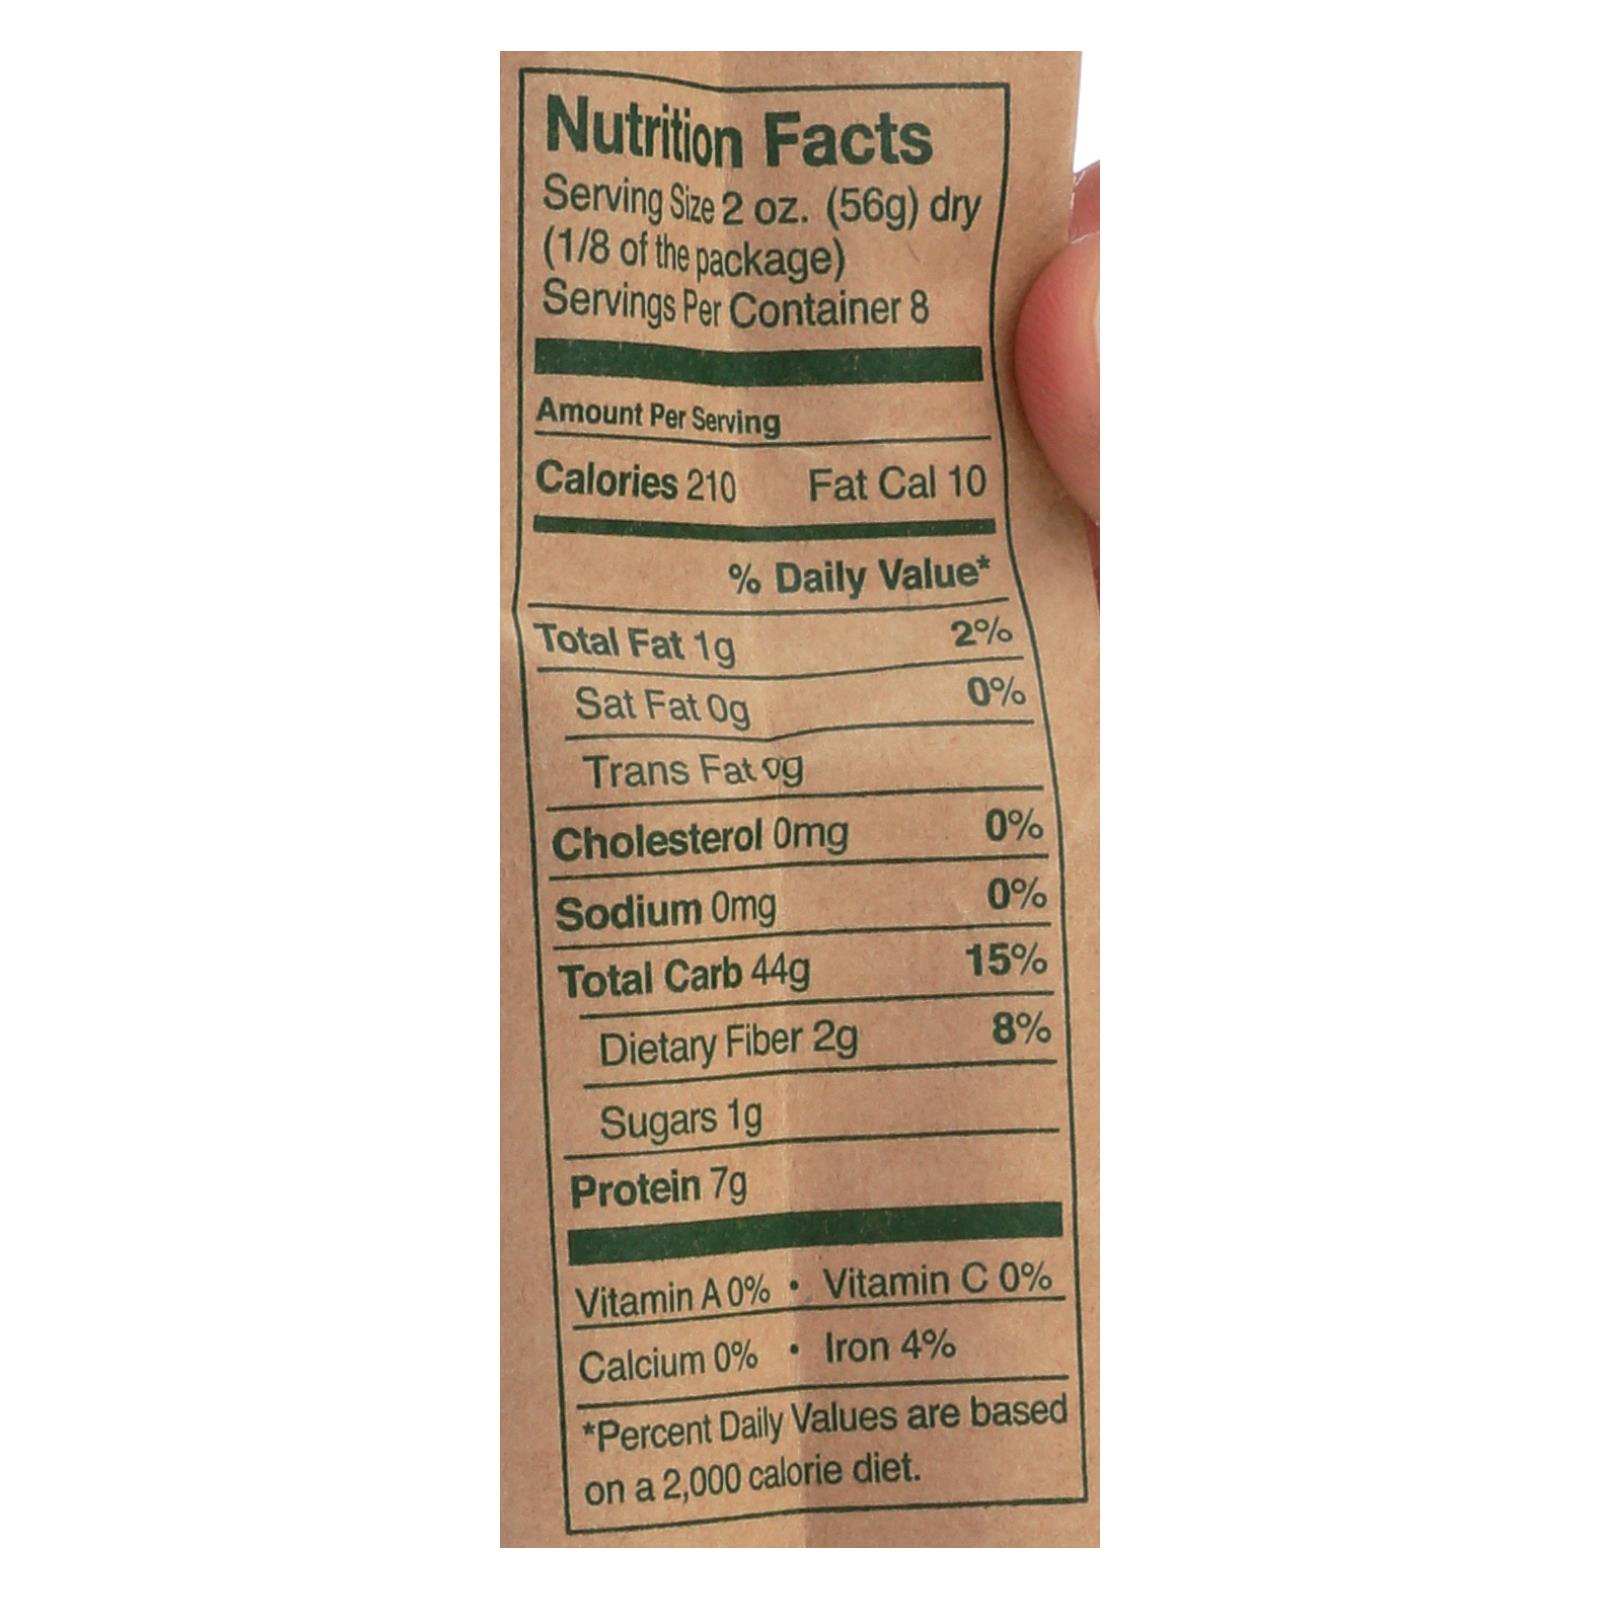 Nutrition Facts
Serving Size 2 oz. (56g) dry
(1/8 of the package)
Servings Per Container 8
Amount Per Serving
Calories 210 Fat Cal 10
% Daily Value*
Total Fat 1g 2%
Sat Fat 0g 0%
Trans Fat 0g
Cholesterol 0mg 0%
Sodium 0mg 0%
Total Carb 44g 15%
Dietary Fiber 2g 8%
Sugars 1g
Protein 7g
Vitamin A 0% • Vitamin C 0%
Calcium 0% • Iron 4%
*Percent Daily Values are based
on a 2,000 calorie diet.